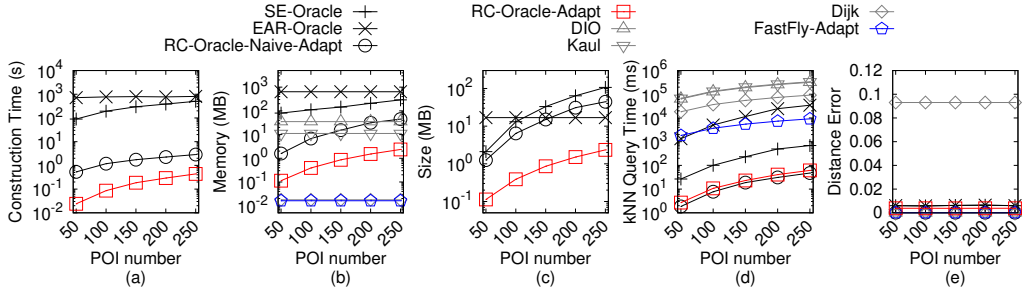 SE-Oracle
EAR-Oracle
RC-Oracle-Naive-Adapt
RC-Oracle-Adapt
DIO
Kaul
Dijk
FastFly-Adapt
Construction Time (s)
10^4
10^3
10^2
10^1
10^0
10^-1
10^-2
50
100
150
200
250
POI number
(a)
Memory (MB)
10^3
10^2
10^1
10^0
10^-1
10^-2
50
100
150
200
250
POI number
(b)
Size (MB)
10^2
10^1
10^0
10^-1
50
100
150
200
250
POI number
(c)
kNN Query Time (ms)
10^6
10^5
10^4
10^3
10^2
10^1
10^0
50
100
150
200
250
POI number
(d)
Distance Error
0.12
0.1
0.08
0.06
0.04
0.02
0
50
100
150
200
250
POI number
(e)